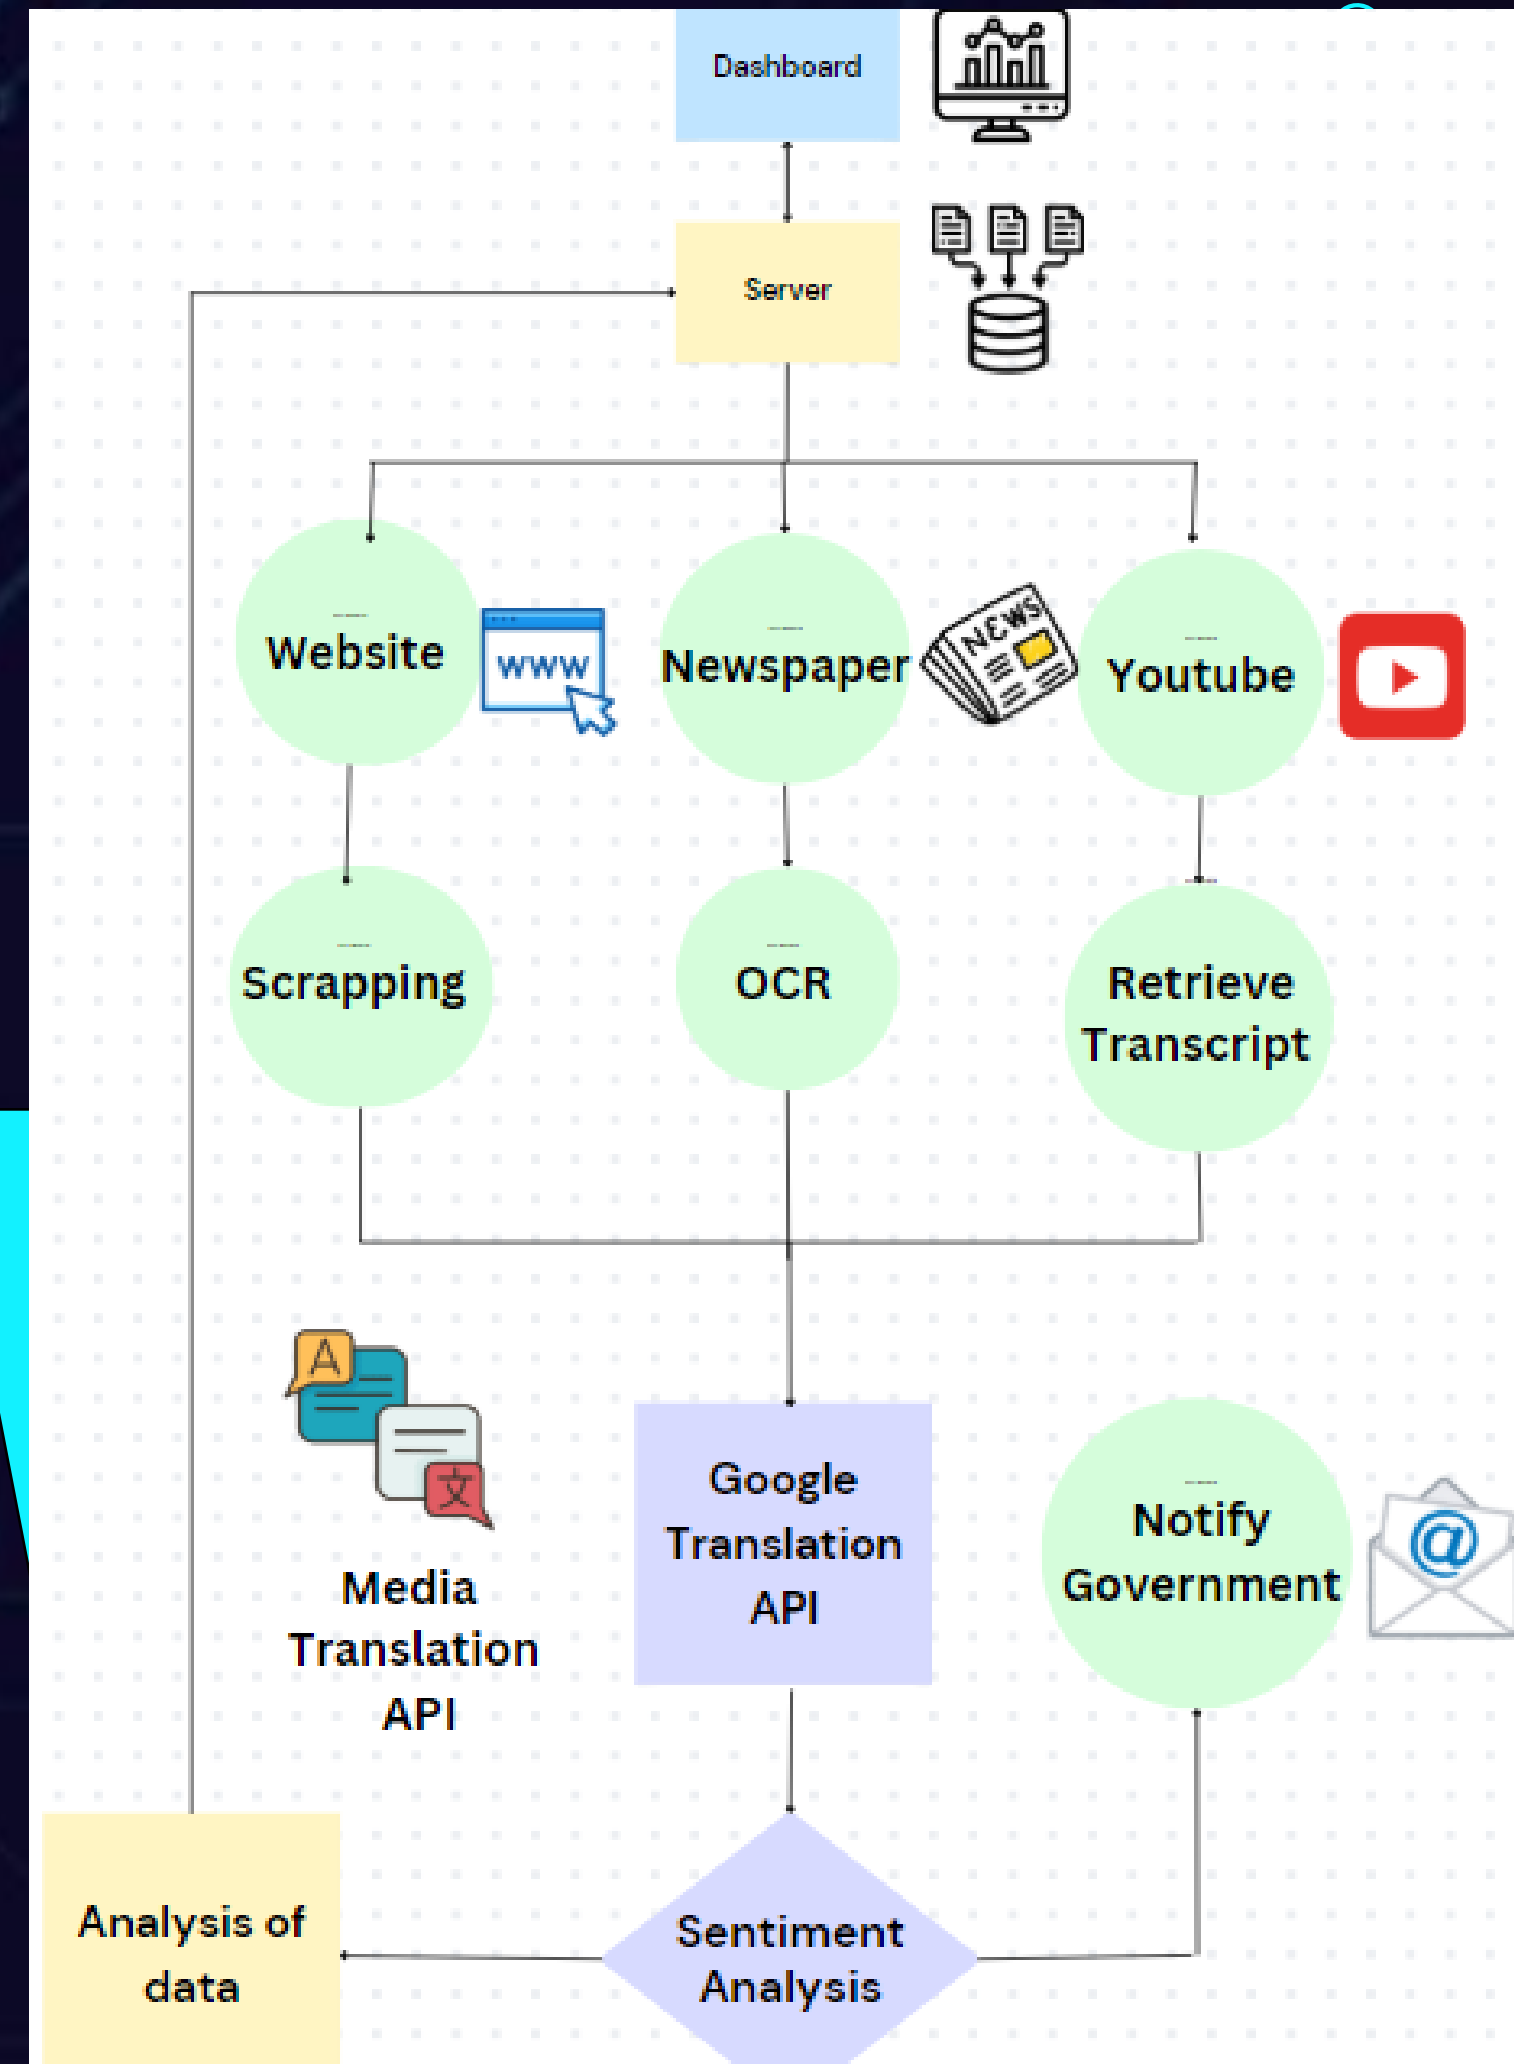 Dashboard
Server
Website
www
Newspaper
NEWS
Youtube
Scrapping
OCR
Retrieve
Transcript
A
文
Media
Translation
API
Google
Translation
API
Notify
Government
@
Analysis of
data
Sentiment
Analysis